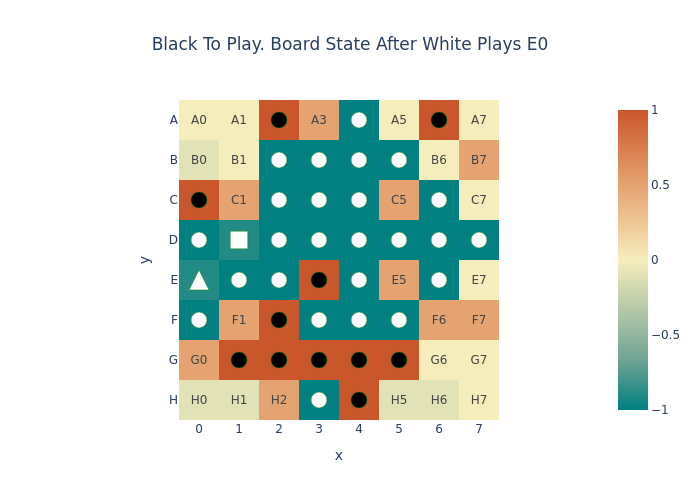 Black To Play. Board State After White Plays E0
A A0 A1 A3 A5 A7 1
B B0 B1 B6 B7
C C1 C5 C7 0.5
D
y 0
E E5 E7
F F1 F6 F7 −0.5
G G0 G6 G7
H H0 H1 H2 H5 H6 H7 −1
0 1 2 3 4 5 6 7
x